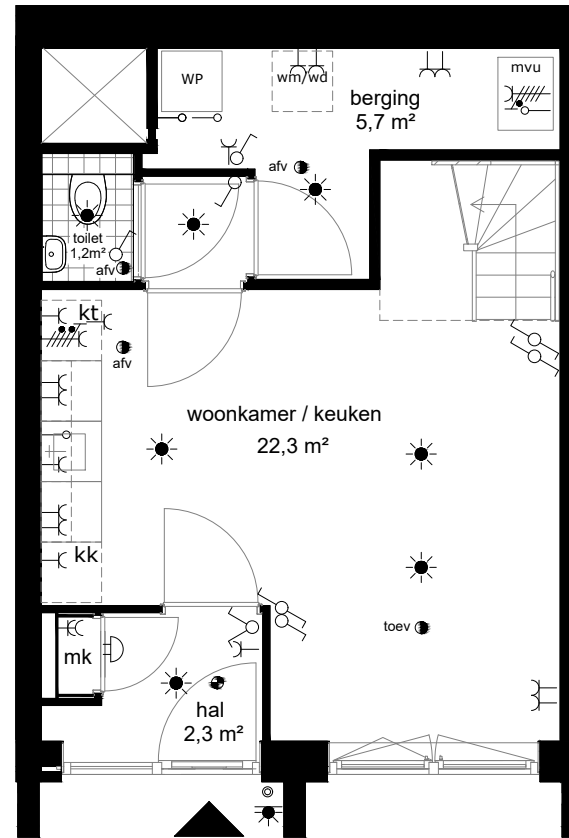 WP
wm/wd
mvu
berging
5,7 m²
afv
toilet
1,2m²
afv
kt
afv
woonkamer / keuken
22,3 m²
kk
toev
mk
hal
2,3 m²